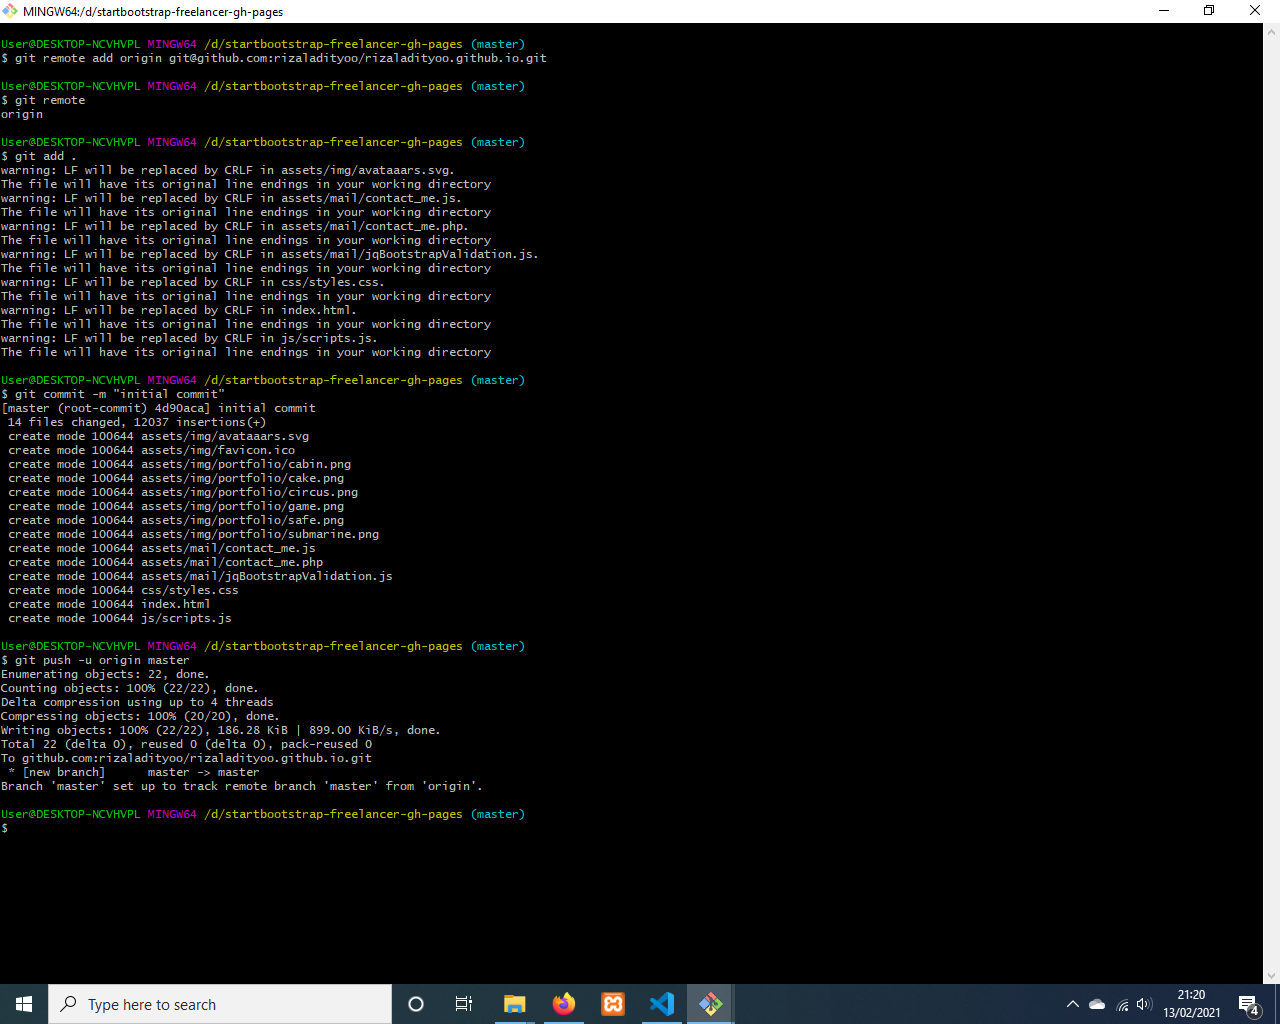 MINGW64:/d/startbootstrap-freelancer-gh-pages
User@DESKTOP-NCVHVPL MINGW64 /d/startbootstrap-freelancer-gh-pages (master)
$ git remote add origin git@github.com:rizaladityoo/rizaladityoo.github.io.git
User@DESKTOP-NCVHVPL MINGW64 /d/startbootstrap-freelancer-gh-pages (master)
$ git remote
origin
User@DESKTOP-NCVHVPL MINGW64 /d/startbootstrap-freelancer-gh-pages (master)
$ git add .
warning: LF will be replaced by CRLF in assets/img/avataaars.svg.
The file will have its original line endings in your working directory
warning: LF will be replaced by CRLF in assets/mail/contact_me.js.
The file will have its original line endings in your working directory
warning: LF will be replaced by CRLF in assets/mail/contact_me.php.
The file will have its original line endings in your working directory
warning: LF will be replaced by CRLF in assets/mail/jqBootstrapValidation.js.
The file will have its original line endings in your working directory
warning: LF will be replaced by CRLF in css/styles.css.
The file will have its original line endings in your working directory
warning: LF will be replaced by CRLF in index.html.
The file will have its original line endings in your working directory
warning: LF will be replaced by CRLF in js/scripts.js.
The file will have its original line endings in your working directory
User@DESKTOP-NCVHVPL MINGW64 /d/startbootstrap-freelancer-gh-pages (master)
$ git commit -m "initial commit"
[master (root-commit) 4d90aca] initial commit
14 files changed, 12037 insertions(+)
create mode 100644 assets/img/avataaars.svg
create mode 100644 assets/img/favicon.ico
create mode 100644 assets/img/portfolio/cabin.png
create mode 100644 assets/img/portfolio/cake.png
create mode 100644 assets/img/portfolio/circus.png
create mode 100644 assets/img/portfolio/game.png
create mode 100644 assets/img/portfolio/safe.png
create mode 100644 assets/img/portfolio/submarine.png
create mode 100644 assets/mail/contact_me.js
create mode 100644 assets/mail/contact_me.php
create mode 100644 assets/mail/jqBootstrapValidation.js
create mode 100644 css/styles.css
create mode 100644 index.html
create mode 100644 js/scripts.js
User@DESKTOP-NCVHVPL MINGW64 /d/startbootstrap-freelancer-gh-pages (master)
$ git push -u origin master
Enumerating objects: 22, done.
Counting objects: 100% (22/22), done.
Delta compression using up to 4 threads
Compressing objects: 100% (20/20), done.
Writing objects: 100% (22/22), 186.28 KiB | 899.00 KiB/s, done.
Total 22 (delta 0), reused 0 (delta 0), pack-reused 0
To github.com:rizaladityoo/rizaladityoo.github.io.git
* [new branch]      master -> master
Branch 'master' set up to track remote branch 'master' from 'origin'.
User@DESKTOP-NCVHVPL MINGW64 /d/startbootstrap-freelancer-gh-pages (master)
$
Type here to search
21:20
13/02/2021
4